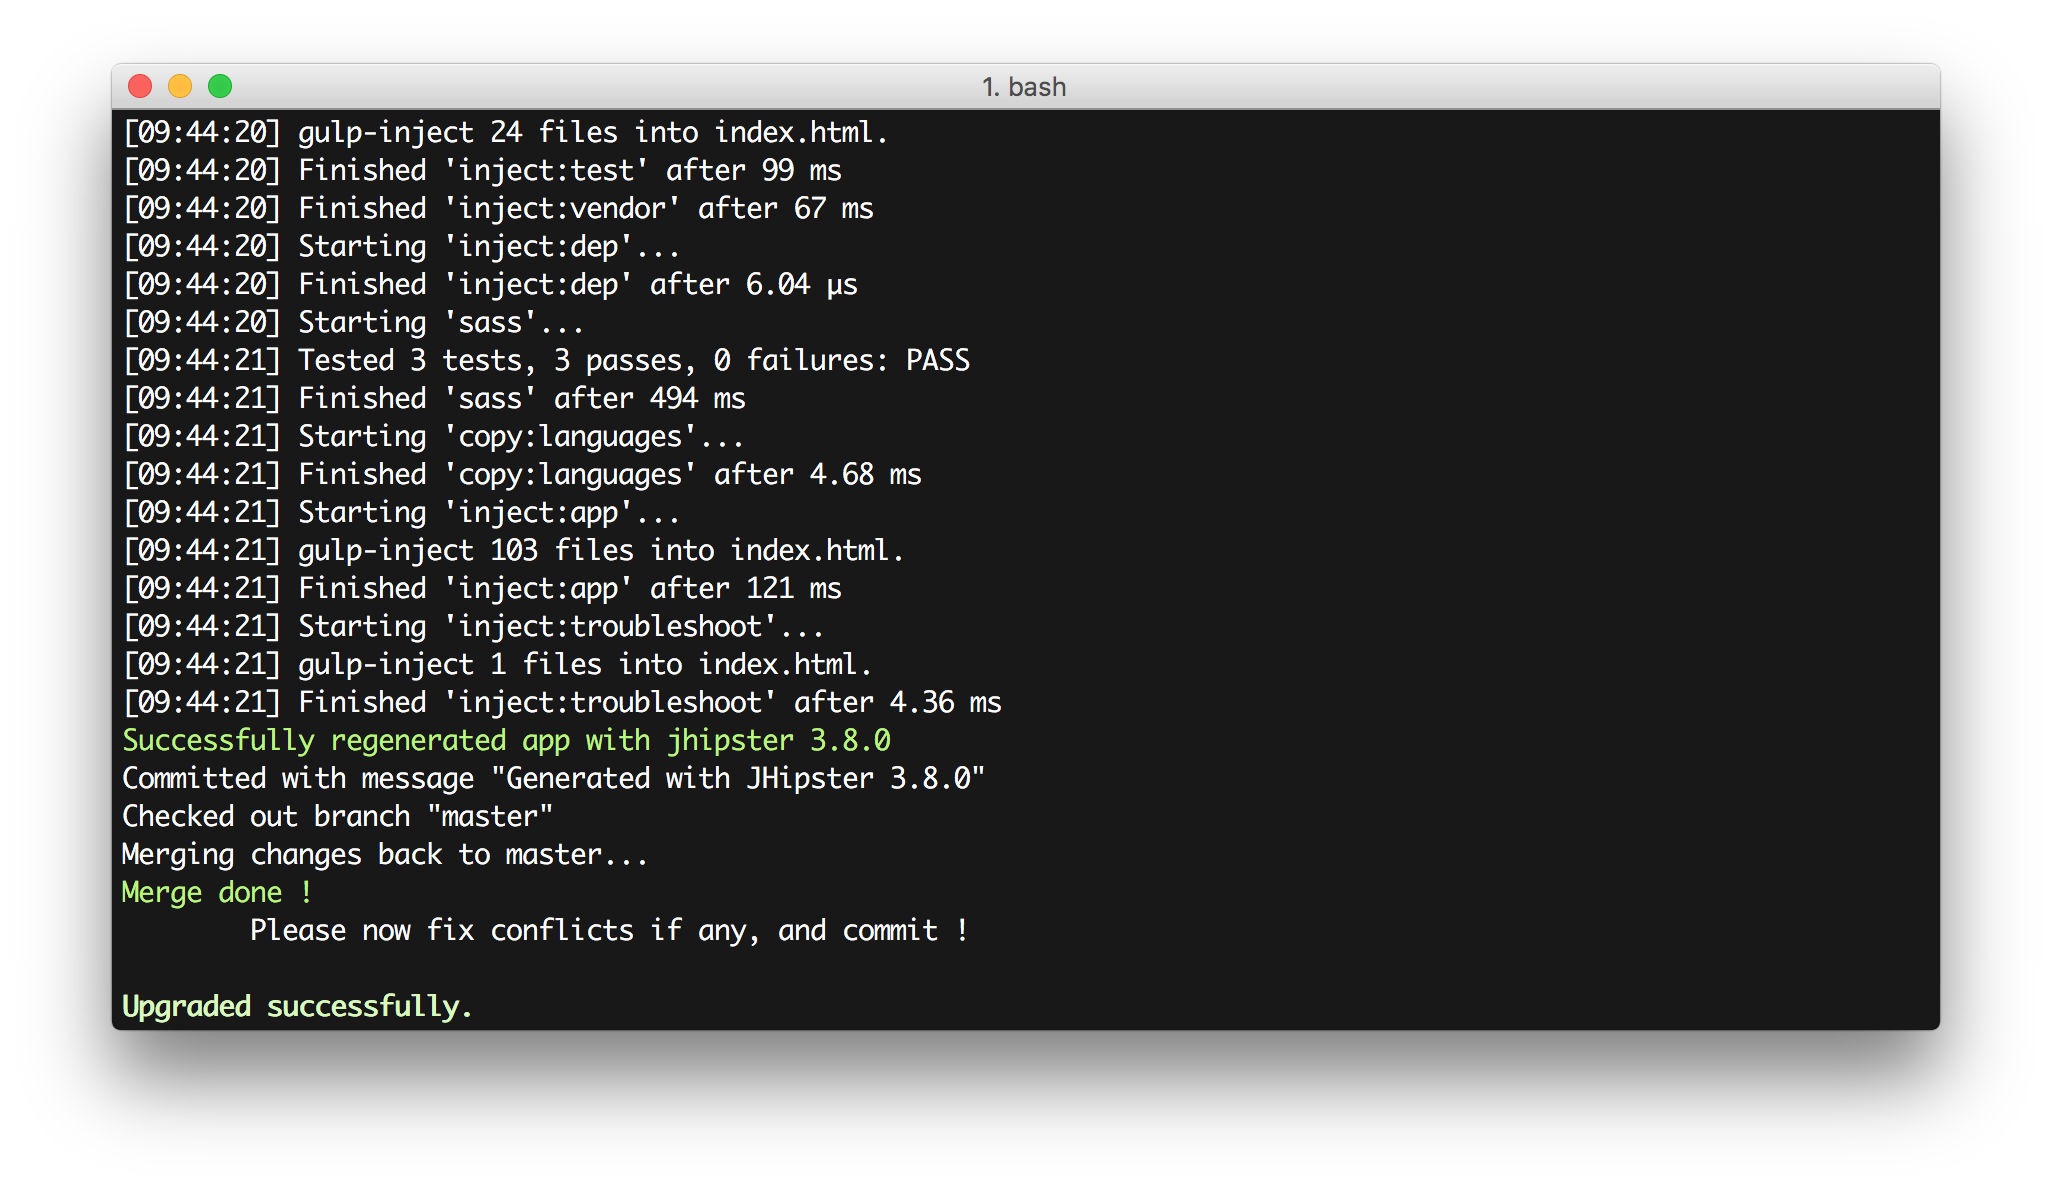 1. bash
[09:44:20] gulp-inject 24 files into index.html.
[09:44:20] Finished 'inject:test' after 99 ms
[09:44:20] Finished 'inject:vendor' after 67 ms
[09:44:20] Starting 'inject:dep'...
[09:44:20] Finished 'inject:dep' after 6.04 μs
[09:44:20] Starting 'sass'...
[09:44:21] Tested 3 tests, 3 passes, 0 failures: PASS
[09:44:21] Finished 'sass' after 494 ms
[09:44:21] Starting 'copy:languages'...
[09:44:21] Finished 'copy:languages' after 4.68 ms
[09:44:21] Starting 'inject:app'...
[09:44:21] gulp-inject 103 files into index.html.
[09:44:21] Finished 'inject:app' after 121 ms
[09:44:21] Starting 'inject:troubleshoot'...
[09:44:21] gulp-inject 1 files into index.html.
[09:44:21] Finished 'inject:troubleshoot' after 4.36 ms
Successfully regenerated app with jhipster 3.8.0
Committed with message "Generated with JHipster 3.8.0"
Checked out branch "master"
Merging changes back to master...
Merge done !
Please now fix conflicts if any, and commit !
Upgraded successfully.